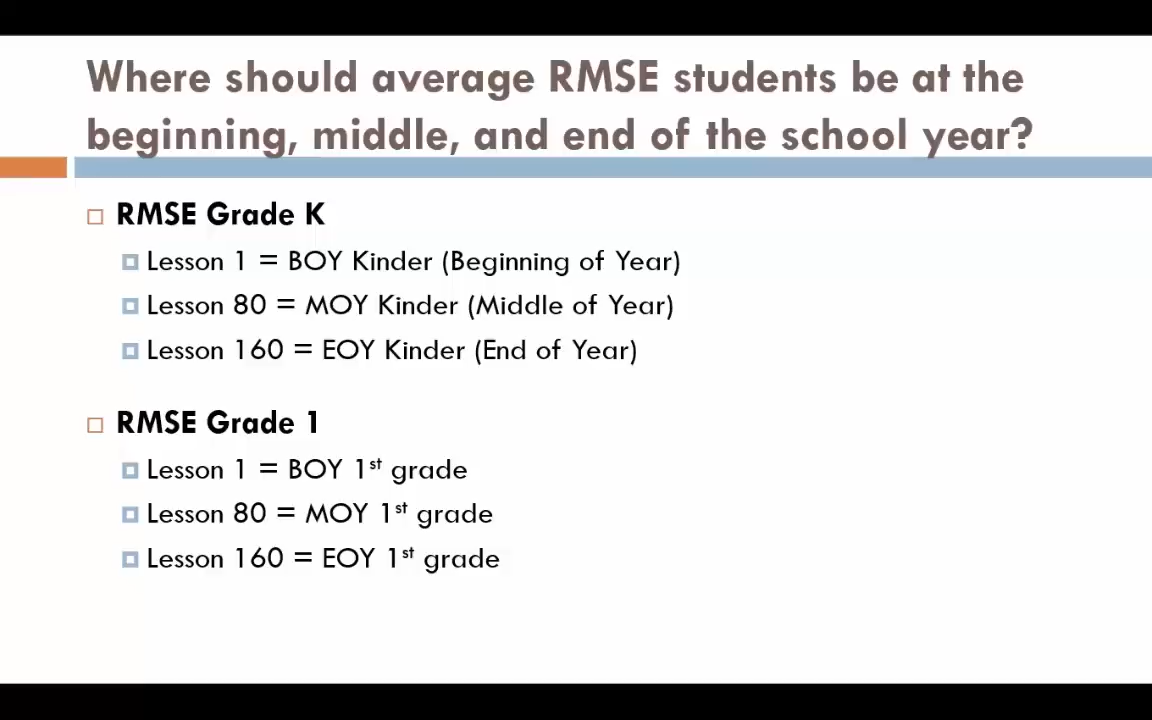 Where should average RMSE students be at the
beginning, middle, and end of the school year?
RMSE Grade K
Lesson 1 = BOY Kinder (Beginning of Year)
Lesson 80 = MOY Kinder (Middle of Year)
Lesson 160 = EOY Kinder (End of Year)
RMSE Grade 1
Lesson 1 = BOY 1st grade
Lesson 80 = MOY 1st grade
Lesson 160 = EOY 1st grade